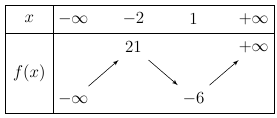 x −∞ −2 1 +∞
21 +∞
f(x)
−∞ −6